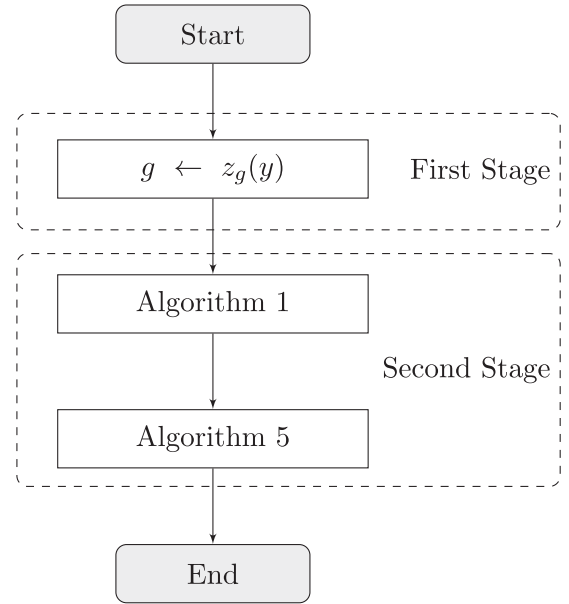 Start
g ← z_g(y)
First Stage
Algorithm 1
Second Stage
Algorithm 5
End